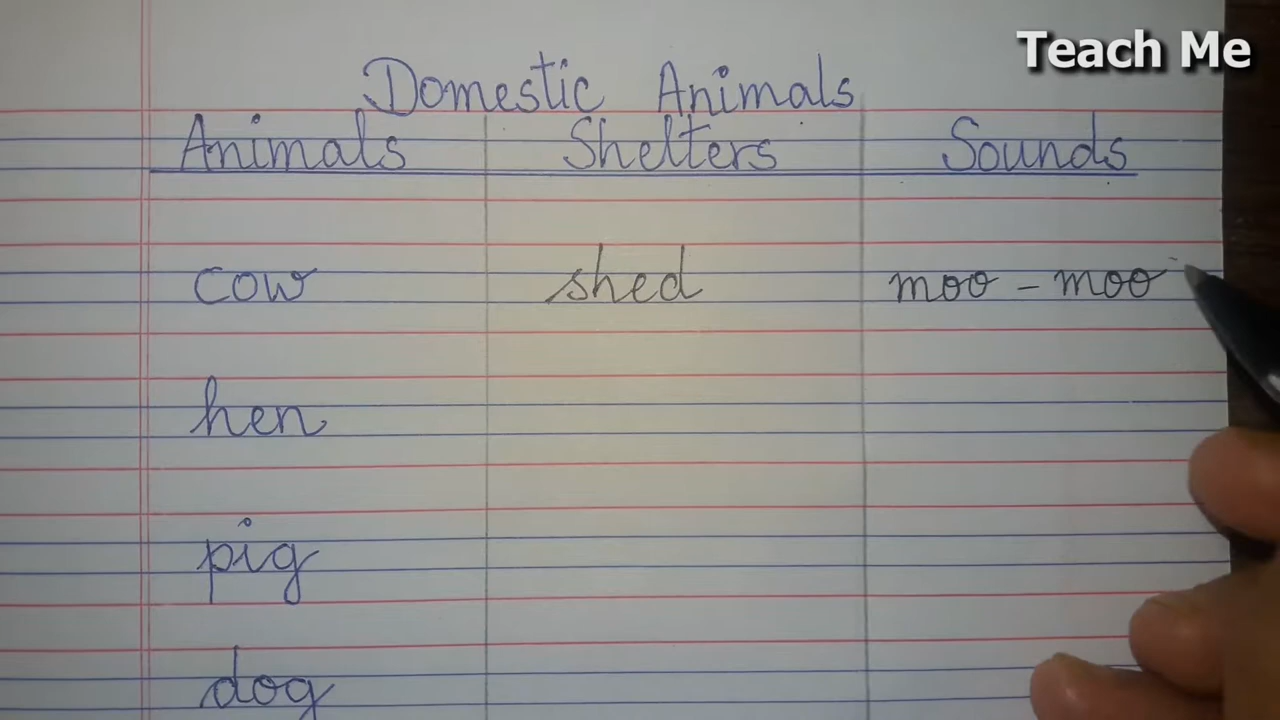 Teach Me
Domestic Animals
Animals Shelters Sounds
cow shed moo - moo
hen
pig
dog